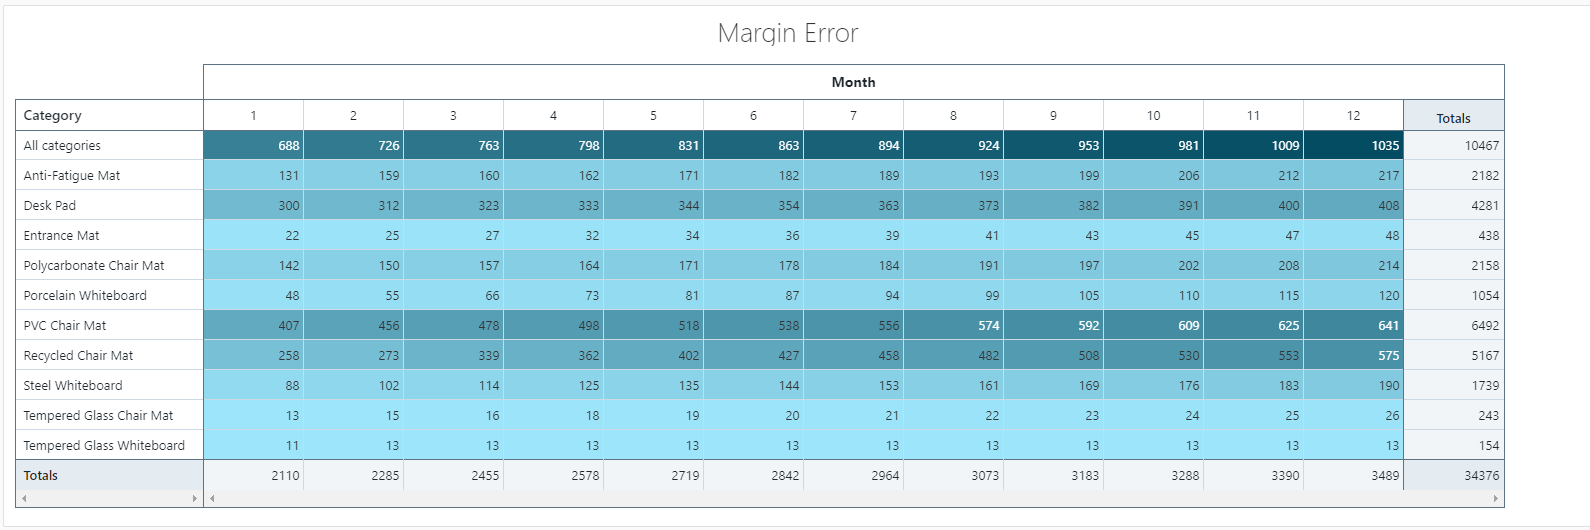 Margin Error
Month
Category 1 2 3 4 5 6 7 8 9 10 11 12 Totals
All categories 688 726 763 798 831 863 894 924 953 981 1009 1035 10467
Anti-Fatigue Mat 131 159 160 162 171 182 189 193 199 206 212 217 2182
Desk Pad 300 312 323 333 344 354 363 373 382 391 400 408 4281
Entrance Mat 22 25 27 32 34 36 39 41 43 45 47 48 438
Polycarbonate Chair Mat 142 150 157 164 171 178 184 191 197 202 208 214 2158
Porcelain Whiteboard 48 55 66 73 81 87 94 99 105 110 115 120 1054
PVC Chair Mat 407 456 478 498 518 538 556 574 592 609 625 641 6492
Recycled Chair Mat 258 273 339 362 402 427 458 482 508 530 553 575 5167
Steel Whiteboard 88 102 114 125 135 144 153 161 169 176 183 190 1739
Tempered Glass Chair Mat 13 15 16 18 19 20 21 22 23 24 25 26 243
Tempered Glass Whiteboard 11 13 13 13 13 13 13 13 13 13 13 13 154
Totals 2110 2285 2455 2578 2719 2842 2964 3073 3183 3288 3390 3489 34376